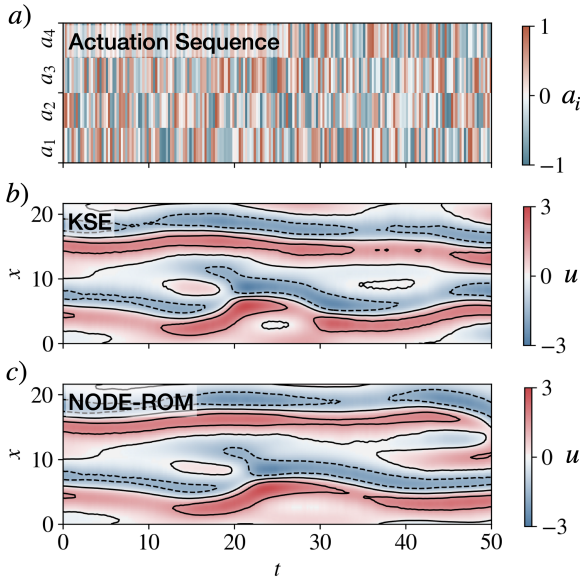 a)
Actuation Sequence
a₄
a₃
a₂
a₁
1
0
−1
aᵢ
b)
KSE
20
10
0
x
3
0
−3
u
c)
NODE-ROM
20
10
0
x
3
0
−3
u
0 10 20 30 40 50
t